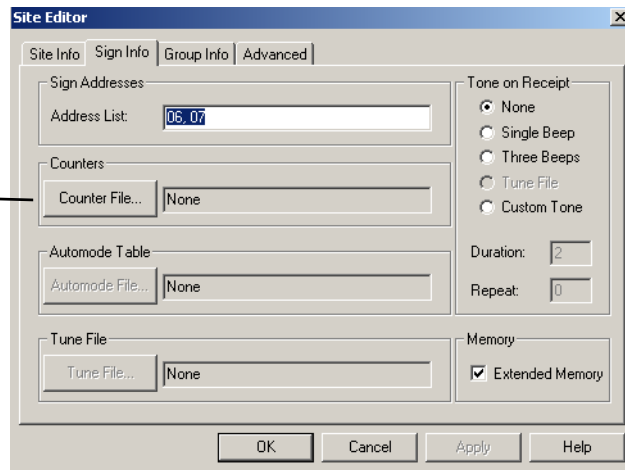 Site Editor
Site Info Sign Info Group Info Advanced
Sign Addresses
Address List: 06, 07
Counters
Counter File... None
Automode Table
Automode File... None
Tune File
Tune File... None
Tone on Receipt
None
Single Beep
Three Beeps
Tune File
Custom Tone
Duration: 2
Repeat: 0
Memory
Extended Memory
OK Cancel Apply Help